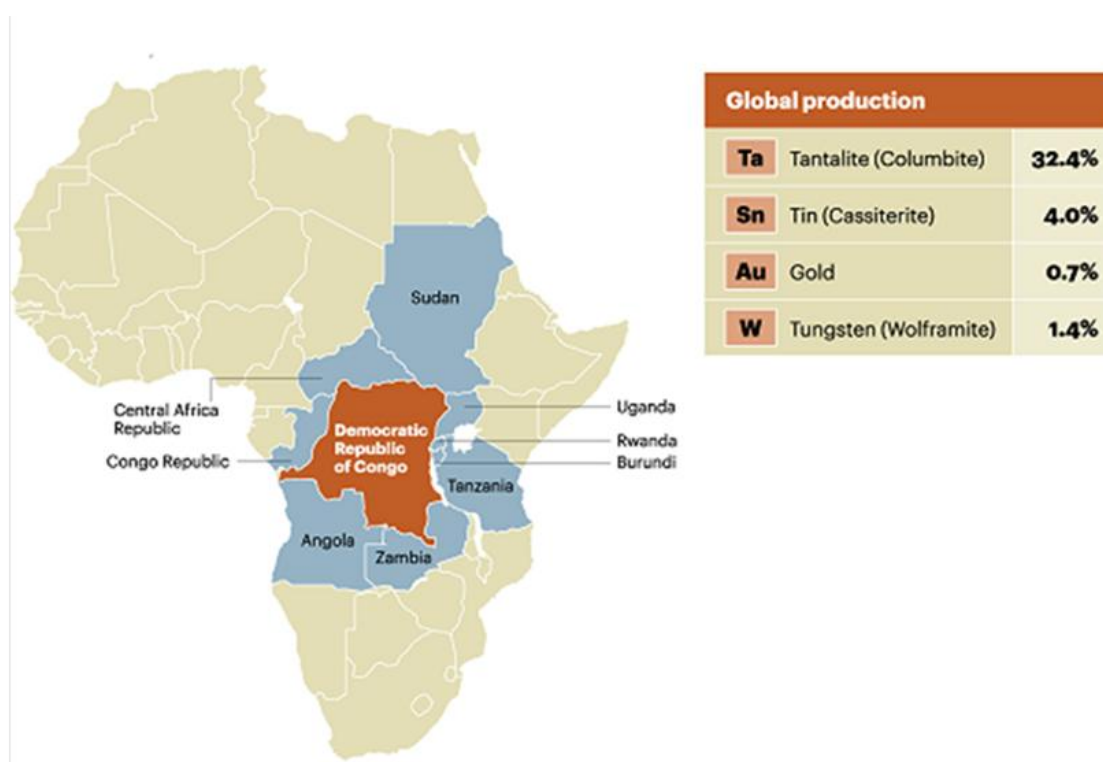 Global production
Ta Tantalite (Columbite) 32.4%
Sn Tin (Cassiterite) 4.0%
Au Gold 0.7%
W Tungsten (Wolframite) 1.4%
Sudan
Central Africa
Republic
Congo Republic
Democratic
Republic
of Congo
Uganda
Rwanda
Burundi
Tanzania
Angola
Zambia